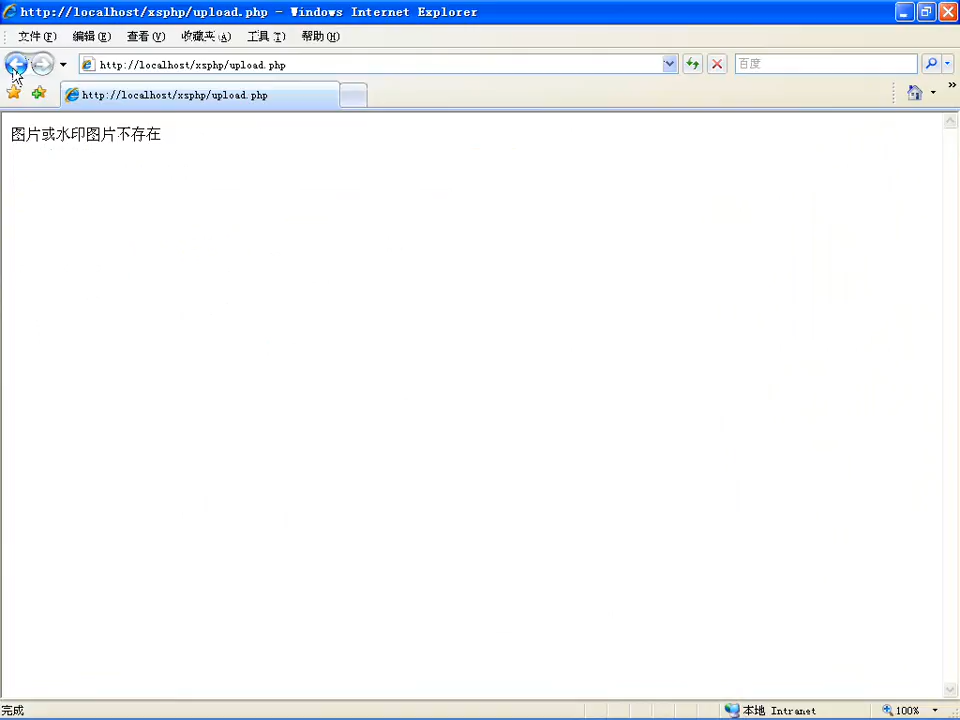 http://localhost/xsphp/upload.php - Windows Internet Explorer
文件(F) 编辑(E) 查看(V) 收藏夹(A) 工具(T) 帮助(H)
http://localhost/xsphp/upload.php 百度
http://localhost/xsphp/upload.php
图片或水印图片不存在
完成 本地 Intranet 100%